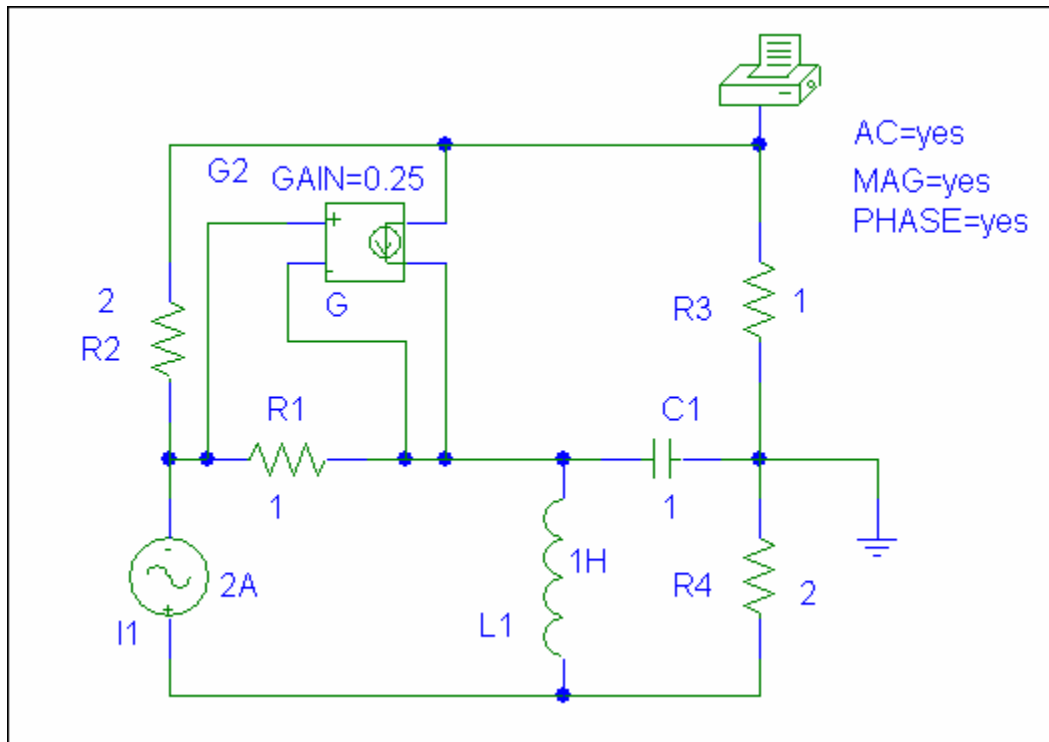 AC=yes
MAG=yes
PHASE=yes
G2 GAIN=0.25
+
-
G
2
R2
R3 1
R1
1
C1
1
-
2A
+
I1
1H
L1
R4 2